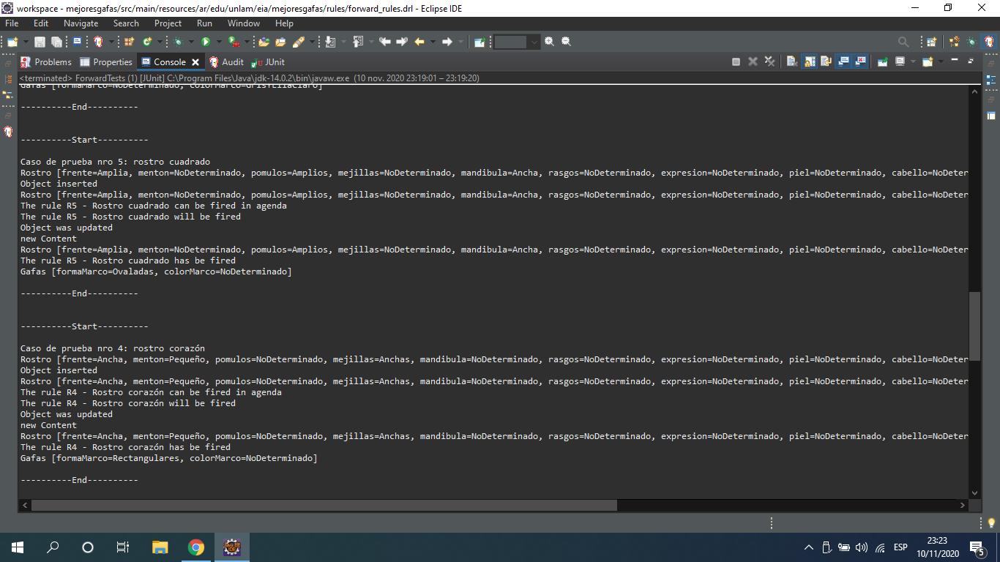 workspace - mejoresgafas/src/main/resources/ar/edu/unlam/eia/mejoresgafas/rules/forward_rules.drl - Eclipse IDE
File Edit Navigate Search Project Run Window Help
Problems Properties Console Audit JUnit
<terminated> ForwardTests (1) [JUnit] C:\Program Files\Java\jdk-14.0.2\bin\javaw.exe (10 nov. 2020 23:19:01 – 23:19:20)
Gafas [formaMarco=NoDeterminado, colorMarco=GrisLilaClaro]
----------End----------
----------Start----------
Caso de prueba nro 5: rostro cuadrado
Rostro [frente=Amplia, menton=NoDeterminado, pomulos=Amplios, mejillas=NoDeterminado, mandibula=Ancha, rasgos=NoDeterminado, expresion=NoDeterminado, piel=NoDeterminado, cabello=NoDeter
Object inserted
Rostro [frente=Amplia, menton=NoDeterminado, pomulos=Amplios, mejillas=NoDeterminado, mandibula=Ancha, rasgos=NoDeterminado, expresion=NoDeterminado, piel=NoDeterminado, cabello=NoDeter
The rule R5 - Rostro cuadrado can be fired in agenda
The rule R5 - Rostro cuadrado will be fired
Object was updated
new Content
Rostro [frente=Amplia, menton=NoDeterminado, pomulos=Amplios, mejillas=NoDeterminado, mandibula=Ancha, rasgos=NoDeterminado, expresion=NoDeterminado, piel=NoDeterminado, cabello=NoDeter
The rule R5 - Rostro cuadrado has be fired
Gafas [formaMarco=Ovaladas, colorMarco=NoDeterminado]
----------End----------
----------Start----------
Caso de prueba nro 4: rostro corazón
Rostro [frente=Ancha, menton=Pequeño, pomulos=NoDeterminado, mejillas=Anchas, mandibula=NoDeterminado, rasgos=NoDeterminado, expresion=NoDeterminado, piel=NoDeterminado, cabello=NoDeter
Object inserted
Rostro [frente=Ancha, menton=Pequeño, pomulos=NoDeterminado, mejillas=Anchas, mandibula=NoDeterminado, rasgos=NoDeterminado, expresion=NoDeterminado, piel=NoDeterminado, cabello=NoDeter
The rule R4 - Rostro corazón can be fired in agenda
The rule R4 - Rostro corazón will be fired
Object was updated
new Content
Rostro [frente=Ancha, menton=Pequeño, pomulos=NoDeterminado, mejillas=Anchas, mandibula=NoDeterminado, rasgos=NoDeterminado, expresion=NoDeterminado, piel=NoDeterminado, cabello=NoDeter
The rule R4 - Rostro corazón has be fired
Gafas [formaMarco=Rectangulares, colorMarco=NoDeterminado]
----------End----------
Java EE
IDE
ESP
23:23
10/11/2020
5